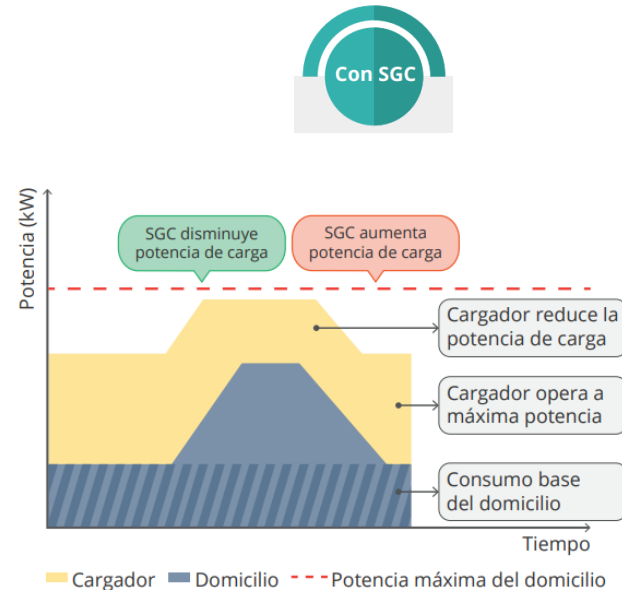 Con SGC
Potencia (kW)
SGC disminuye
potencia de carga
SGC aumenta
potencia de carga
Cargador reduce la
potencia de carga
Cargador opera a
máxima potencia
Consumo base
del domicilio
Tiempo
Cargador Domicilio Potencia máxima del domicilio